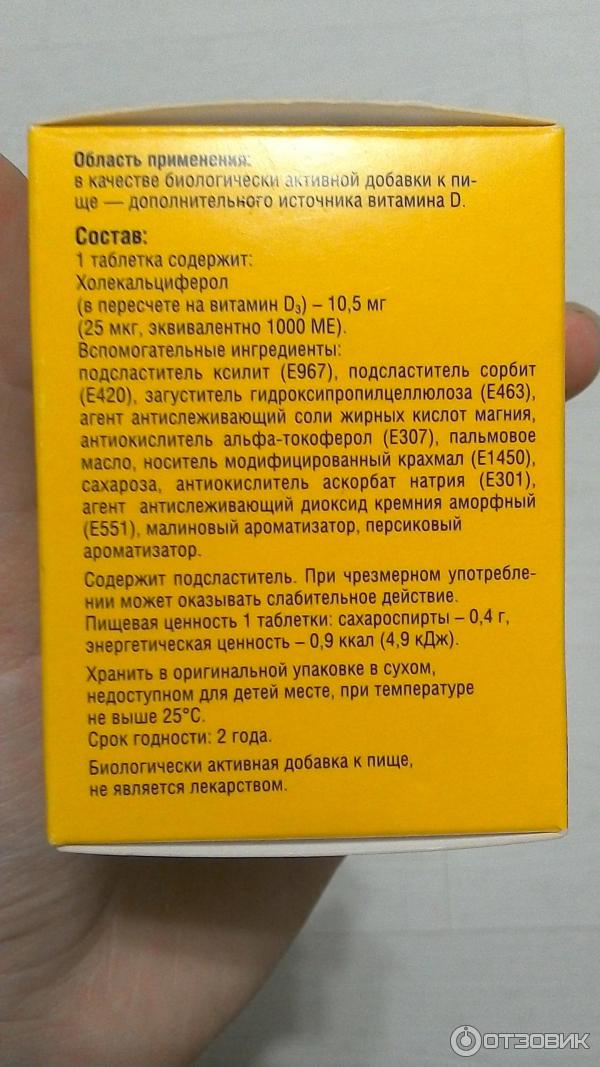 Область применения:
в качестве биологически активной добавки к пи-
ще — дополнительного источника витамина D.
Состав:
1 таблетка содержит:
Холекальциферол
(в пересчете на витамин D₃) – 10,5 мг
(25 мкг, эквивалентно 1000 МЕ).
Вспомогательные ингредиенты:
подсластитель ксилит (Е967), подсластитель сорбит
(Е420), загуститель гидроксипропилцеллюлоза (Е463),
агент антислеживающий соли жирных кислот магния,
антиокислитель альфа-токоферол (Е307), пальмовое
масло, носитель модифицированный крахмал (Е1450),
сахароза, антиокислитель аскорбат натрия (Е301),
агент антислеживающий диоксид кремния аморфный
(Е551), малиновый ароматизатор, персиковый
ароматизатор.
Содержит подсластитель. При чрезмерном употребле-
нии может оказывать слабительное действие.
Пищевая ценность 1 таблетки: сахароспирты – 0,4 г,
энергетическая ценность – 0,9 ккал (4,9 кДж).
Хранить в оригинальной упаковке в сухом,
недоступном для детей месте, при температуре
не выше 25°С.
Срок годности: 2 года.
Биологически активная добавка к пище,
не является лекарством.
ОТЗОВИК